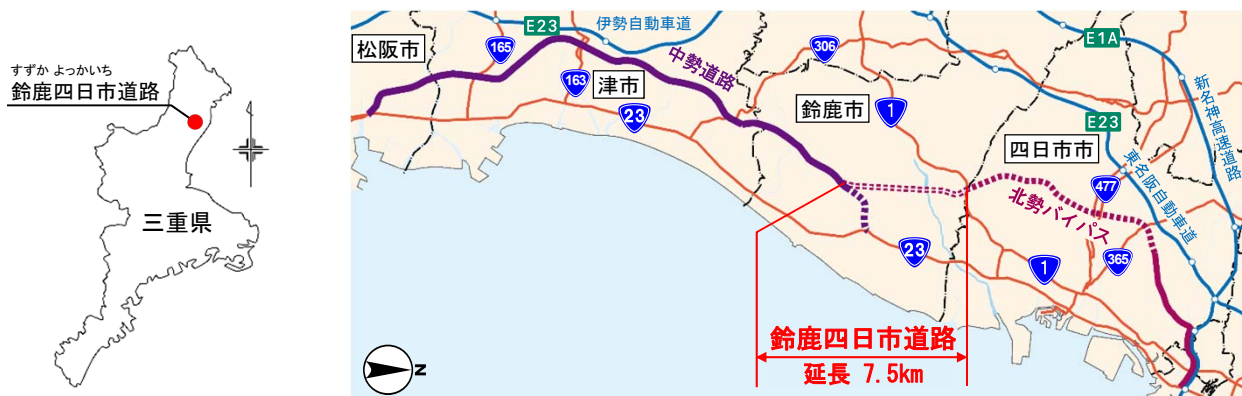 すずか よっかいち
鈴鹿四日市道路
三重県
松阪市
165
E23
伊勢自動車道
163
津市
23
中勢道路
306
鈴鹿市
1
E1A
新名神高速道路
E23
四日市市
東名阪自動車道
477
北勢バイパス
365
23
1
鈴鹿四日市道路
延長 7.5km
N